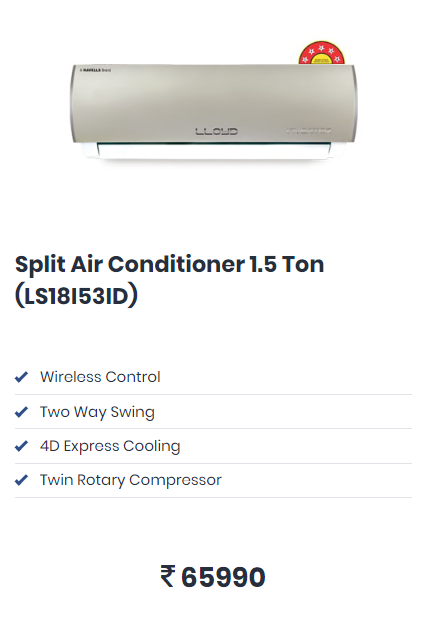 A HAVELLS Brand
LLOYD
INVERTER
Split Air Conditioner 1.5 Ton
(LS18I53ID)
Wireless Control
Two Way Swing
4D Express Cooling
Twin Rotary Compressor
₹ 65990